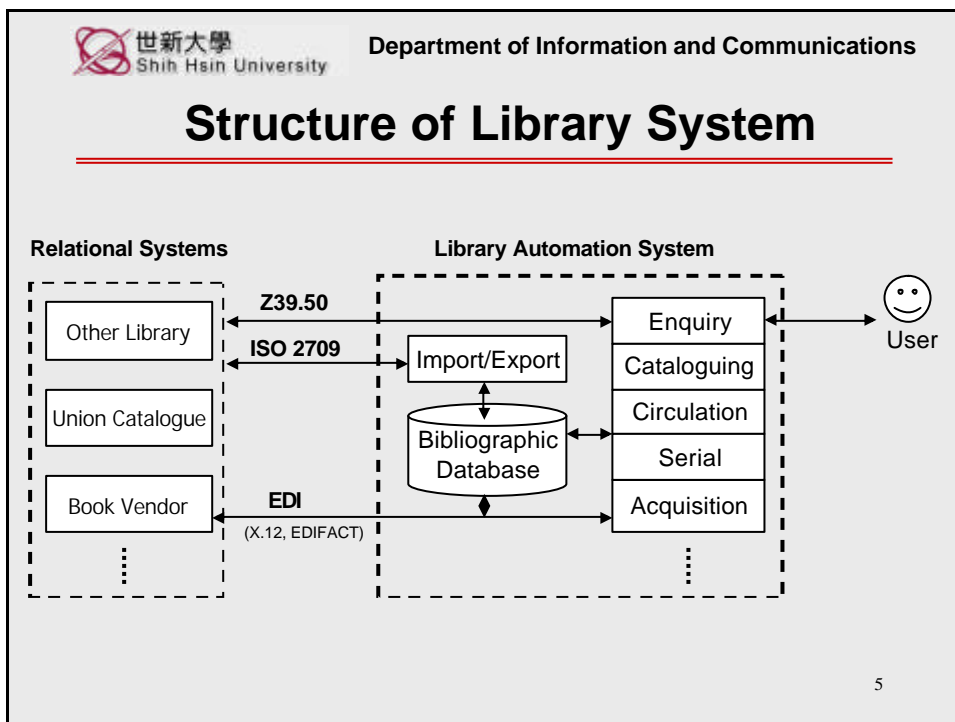 世新大學
Shih Hsin University
Department of Information and Communications
Structure of Library System
Relational Systems
Library Automation System
Other Library
Union Catalogue
Book Vendor
Z39.50
ISO 2709
EDI
(X.12, EDIFACT)
Import/Export
Bibliographic
Database
Enquiry
Cataloguing
Circulation
Serial
Acquisition
User
5